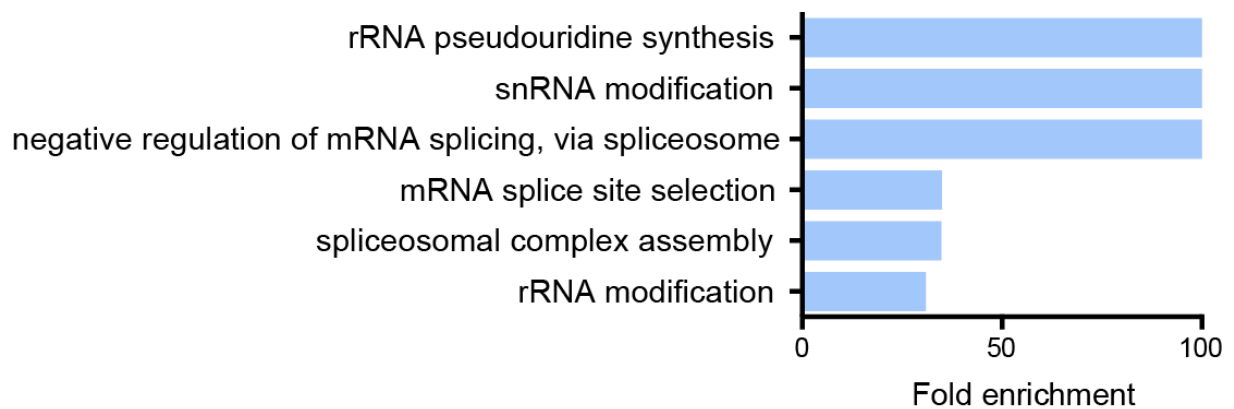 rRNA pseudouridine synthesis
snRNA modification
negative regulation of mRNA splicing, via spliceosome
mRNA splice site selection
spliceosomal complex assembly
rRNA modification
0 50 100
Fold enrichment